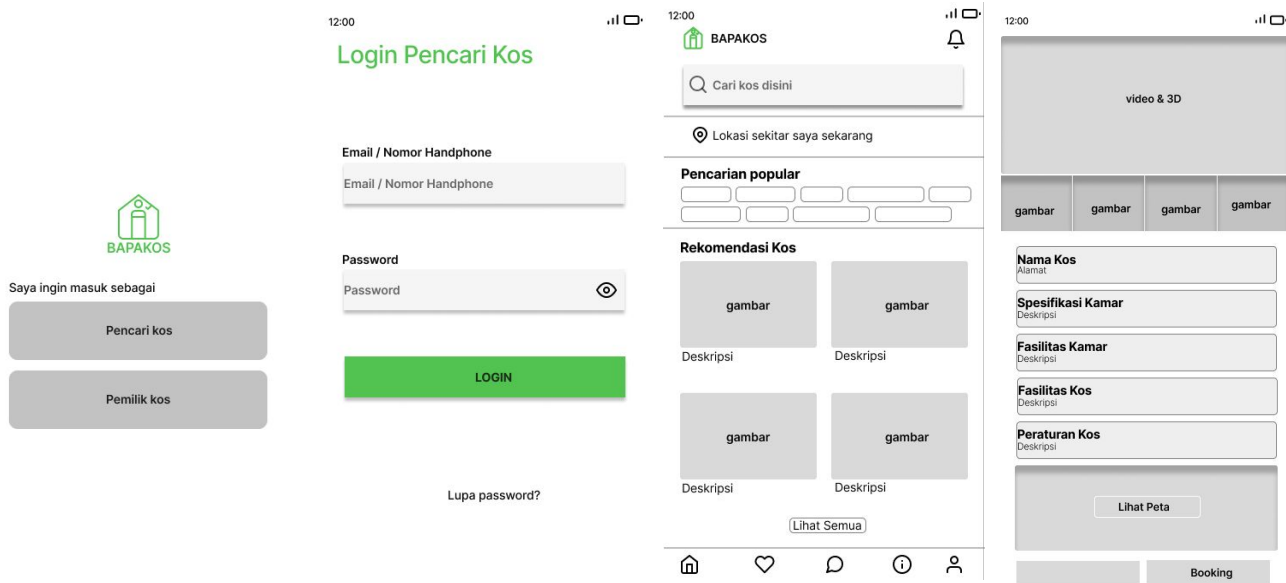 BAPAKOS
Saya ingin masuk sebagai
Pencari kos
Pemilik kos
12:00
Login Pencari Kos
Email / Nomor Handphone
Email / Nomor Handphone
Password
Password
LOGIN
Lupa password?
12:00
BAPAKOS
Cari kos disini
Lokasi sekitar saya sekarang
Pencarian popular
Rekomendasi Kos
gambar
gambar
Deskripsi
Deskripsi
gambar
gambar
Deskripsi
Deskripsi
Lihat Semua
12:00
video & 3D
gambar
gambar
gambar
gambar
Nama Kos
Alamat
Spesifikasi Kamar
Deskripsi
Fasilitas Kamar
Deskripsi
Fasilitas Kos
Deskripsi
Peraturan Kos
Deskripsi
Lihat Peta
Booking